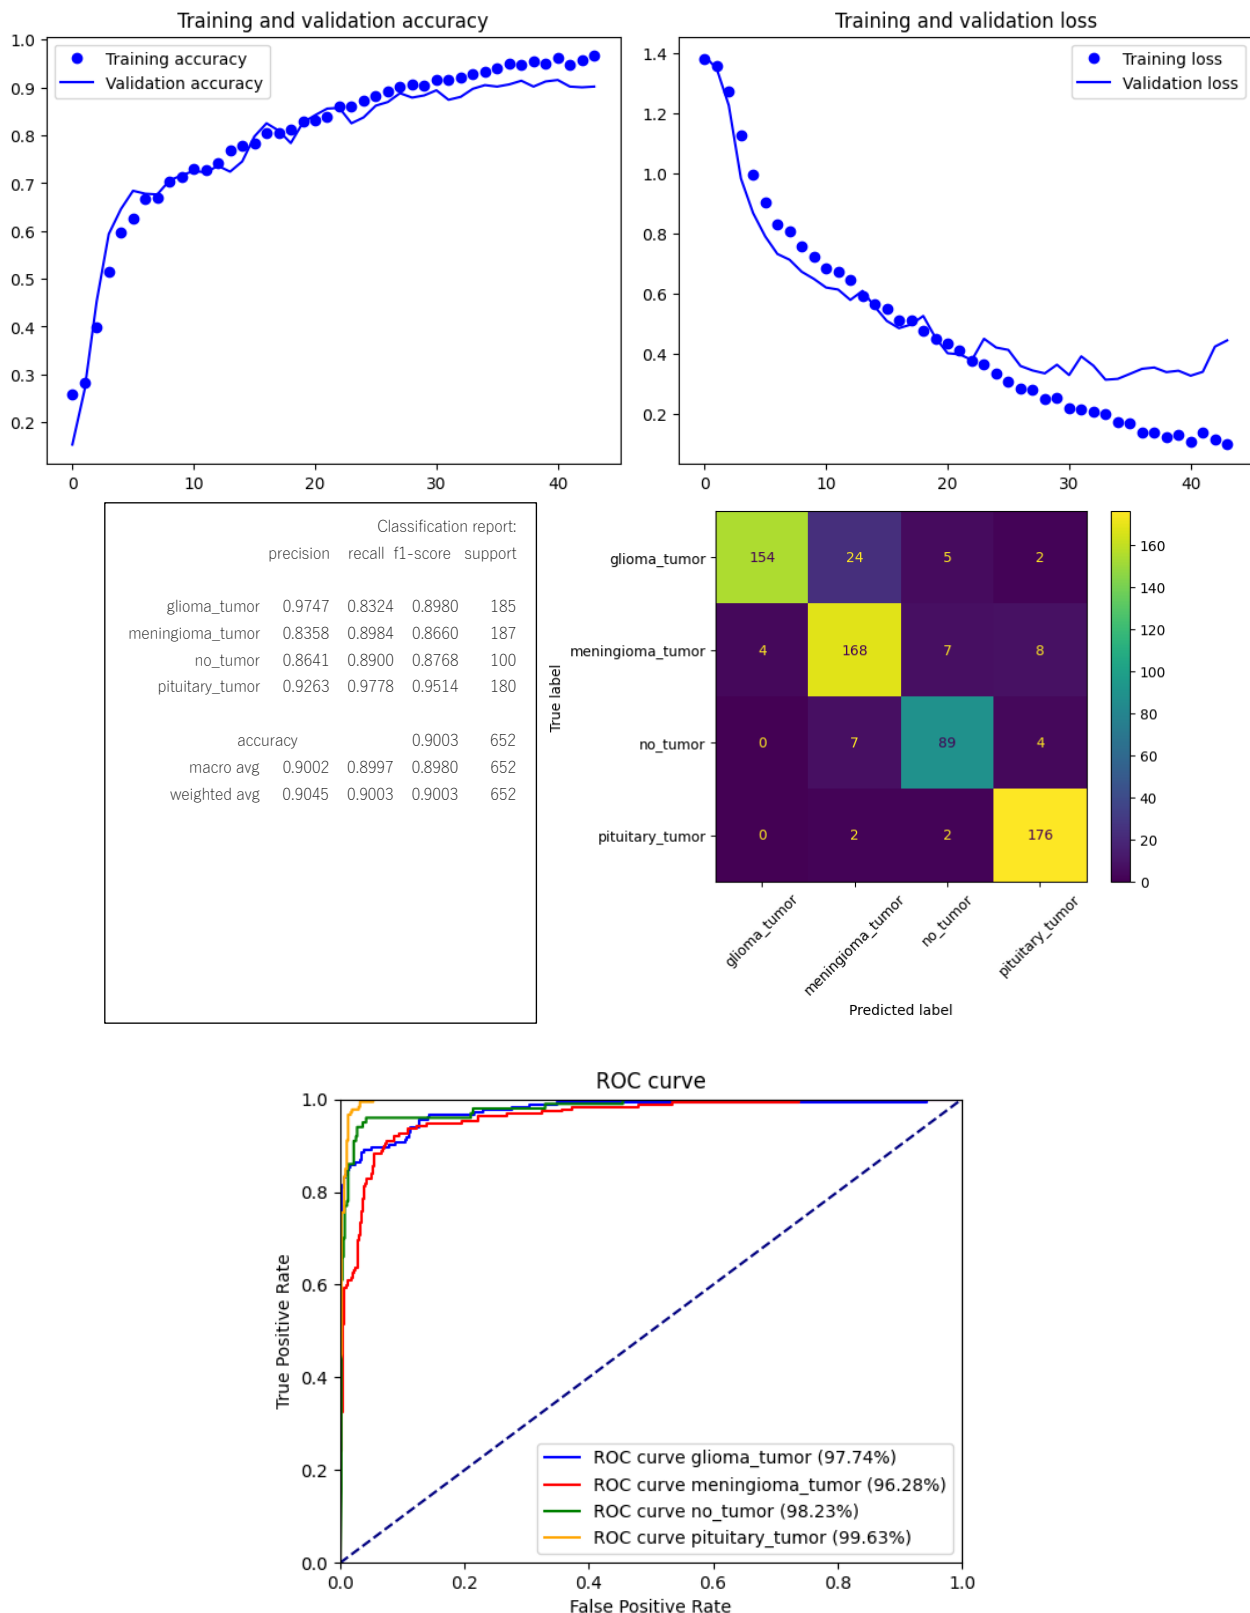 Training and validation accuracy
1.0
0.9
0.8
0.7
0.6
0.5
0.4
0.3
0.2
Training accuracy
Validation accuracy
0 10 20 30 40
Training and validation loss
1.4
1.2
1.0
0.8
0.6
0.4
0.2
Training loss
Validation loss
0 10 20 30 40
Classification report:
precision recall f1-score support
glioma_tumor 0.9747 0.8324 0.8980 185
meningioma_tumor 0.8358 0.8984 0.8660 187
no_tumor 0.8641 0.8900 0.8768 100
pituitary_tumor 0.9263 0.9778 0.9514 180
accuracy 0.9003 652
macro avg 0.9002 0.8997 0.8980 652
weighted avg 0.9045 0.9003 0.9003 652
True label
glioma_tumor 154 24 5 2
meningioma_tumor 4 168 7 8
no_tumor 0 7 89 4
pituitary_tumor 0 2 2 176
glioma_tumor meningioma_tumor no_tumor pituitary_tumor
Predicted label
160
140
120
100
80
60
40
20
0
ROC curve
True Positive Rate
1.0
0.8
0.6
0.4
0.2
0.0
ROC curve glioma_tumor (97.74%)
ROC curve meningioma_tumor (96.28%)
ROC curve no_tumor (98.23%)
ROC curve pituitary_tumor (99.63%)
0.0 0.2 0.4 0.6 0.8 1.0
False Positive Rate